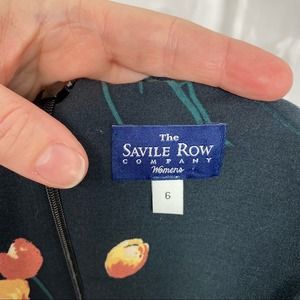 The
SAVILE ROW
COMPANY
Womens
6